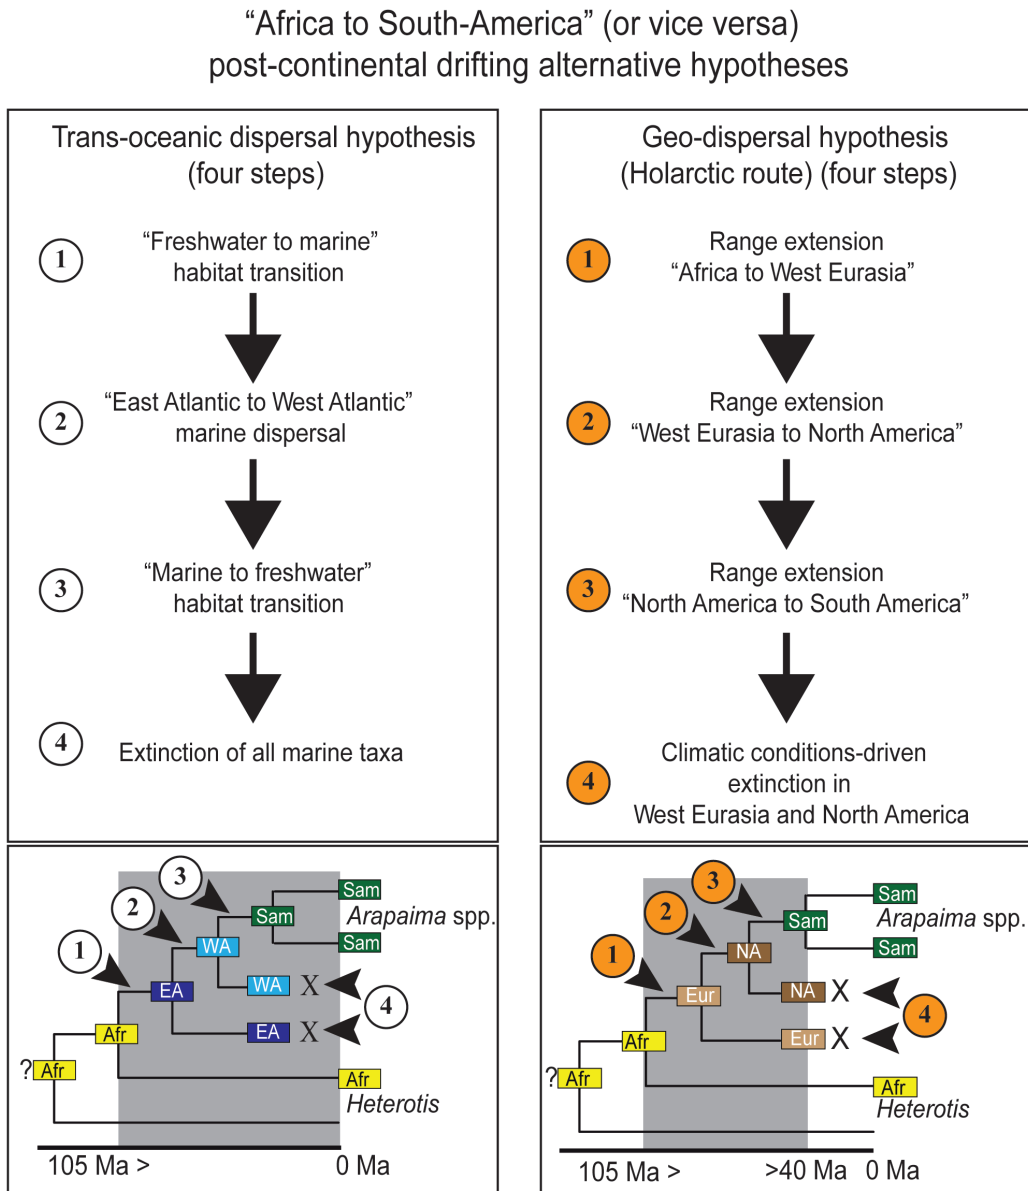 “Africa to South-America” (or vice versa)
post-continental drifting alternative hypotheses
Trans-oceanic dispersal hypothesis
(four steps)
1
“Freshwater to marine”
habitat transition
2
“East Atlantic to West Atlantic”
marine dispersal
3
“Marine to freshwater”
habitat transition
4
Extinction of all marine taxa
Geo-dispersal hypothesis
(Holarctic route) (four steps)
1
Range extension
“Africa to West Eurasia”
2
Range extension
“West Eurasia to North America”
3
Range extension
“North America to South America”
4
Climatic conditions-driven
extinction in
West Eurasia and North America
3
Sam
2
Sam
Arapaima spp.
1
WA
Sam
EA
WA X
4
EA X
Afr
? Afr
Afr
Heterotis
105 Ma > 0 Ma
3
Sam
2
Sam
Arapaima spp.
1
NA
Sam
Eur
NA X
4
Eur X
Afr
? Afr
Afr
Heterotis
105 Ma > >40 Ma 0 Ma